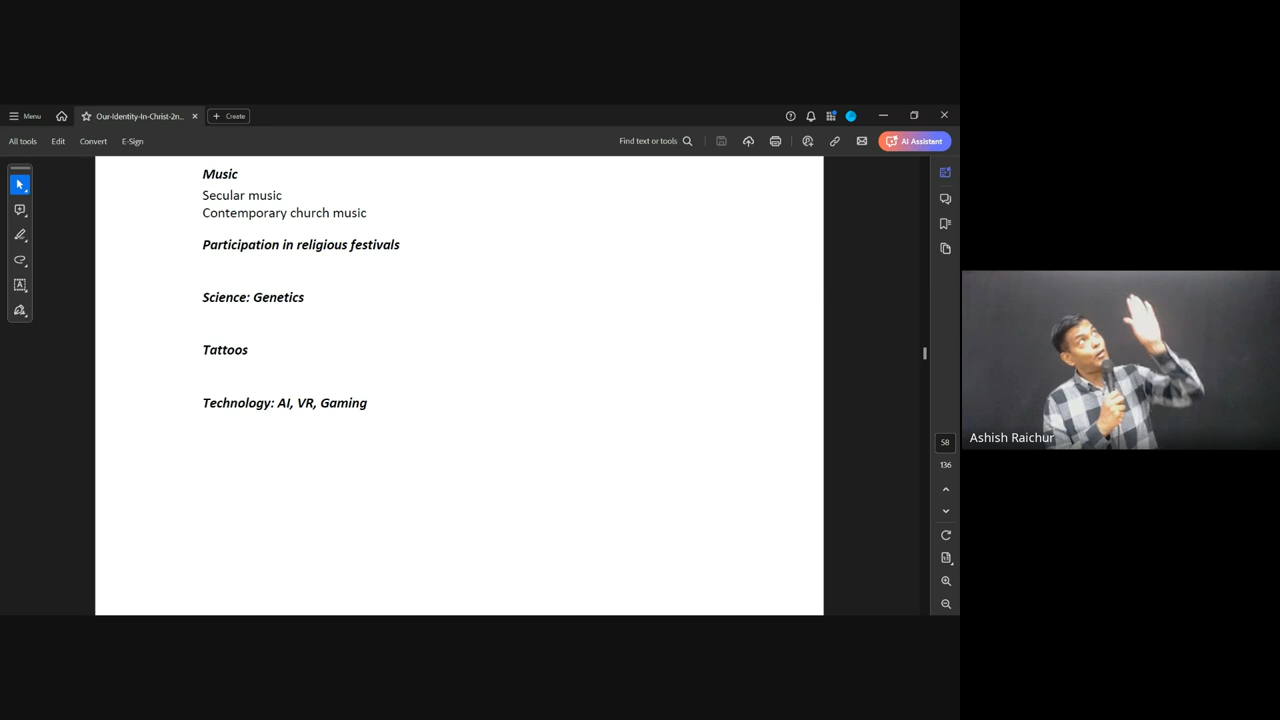 Menu
Our-Identity-In-Christ-2n...
Create
All tools
Edit
Convert
E-Sign
Find text or tools
AI Assistant
Music
Secular music
Contemporary church music
Participation in religious festivals
Science: Genetics
Tattoos
Technology: AI, VR, Gaming
58
136
Ashish Raichur